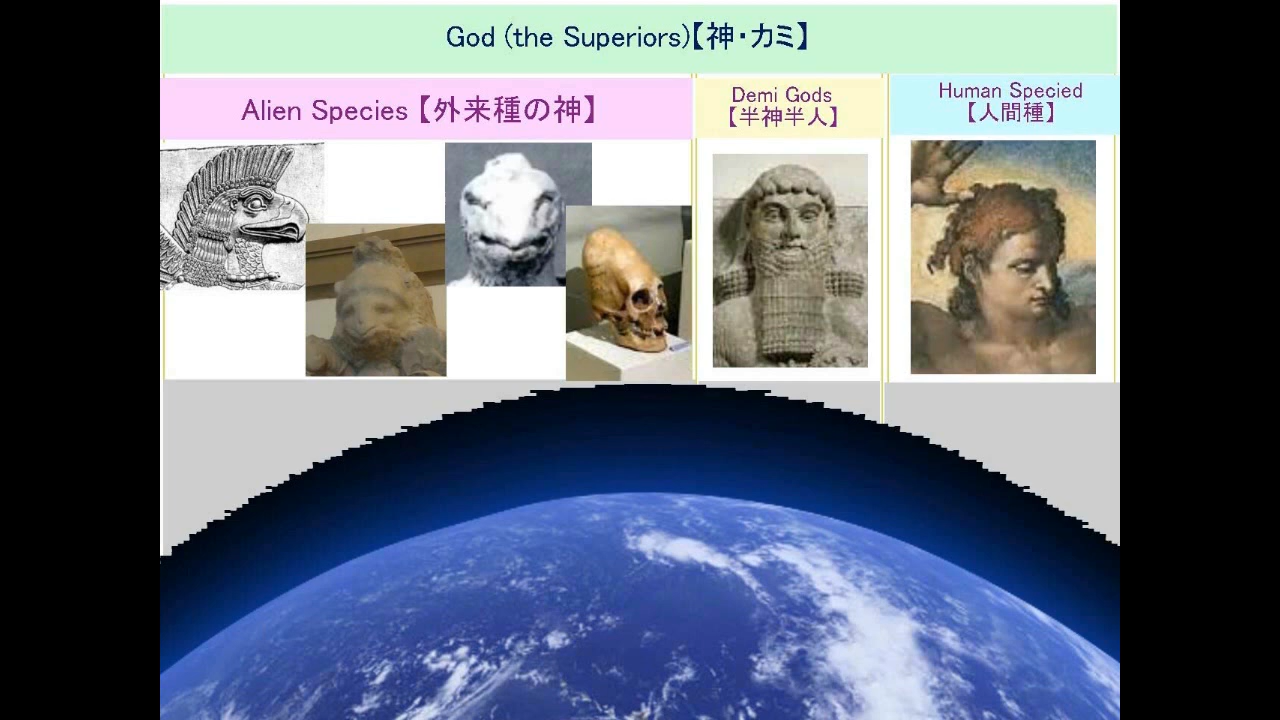 God (the Superiors)【神・カミ】
Alien Species【外来種の神】
Demi Gods
【半神半人】
Human Specied
【人間種】